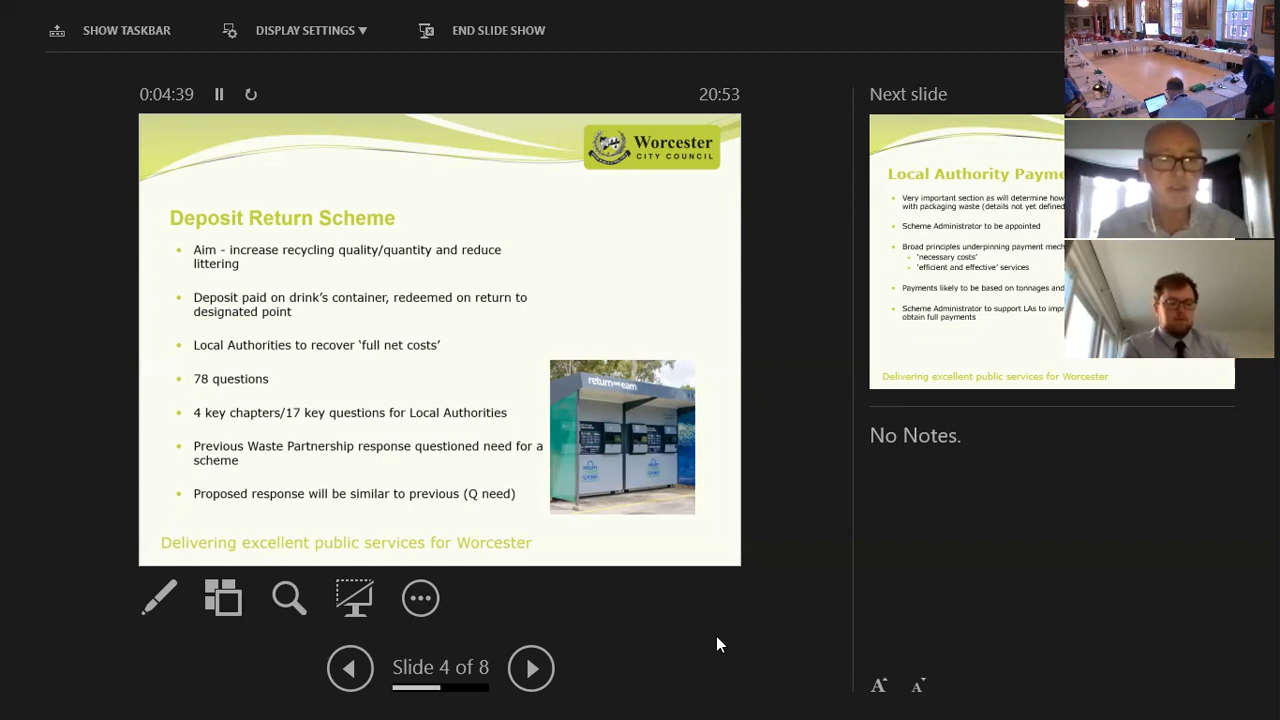 SHOW TASKBAR
DISPLAY SETTINGS
END SLIDE SHOW
0:04:39
20:53
Next slide
Worcester
CITY COUNCIL
Deposit Return Scheme
Aim - increase recycling quality/quantity and reduce
littering
Deposit paid on drink's container, redeemed on return to
designated point
Local Authorities to recover 'full net costs'
78 questions
4 key chapters/17 key questions for Local Authorities
Previous Waste Partnership response questioned need for a
scheme
Proposed response will be similar to previous (Q need)
return
earn
Delivering excellent public services for Worcester
Local Authority Payme
Very important section as will determine how
with packaging waste (details not yet defined
Scheme Administrator to be appointed
Broad principles underpinning payment mech
'necessary costs'
'efficient and effective' services
Payments likely to be based on tonnages and
Scheme Administrator to support LAs to impr
obtain full payments
Delivering excellent public services for Worcester
No Notes.
Slide 4 of 8
A A